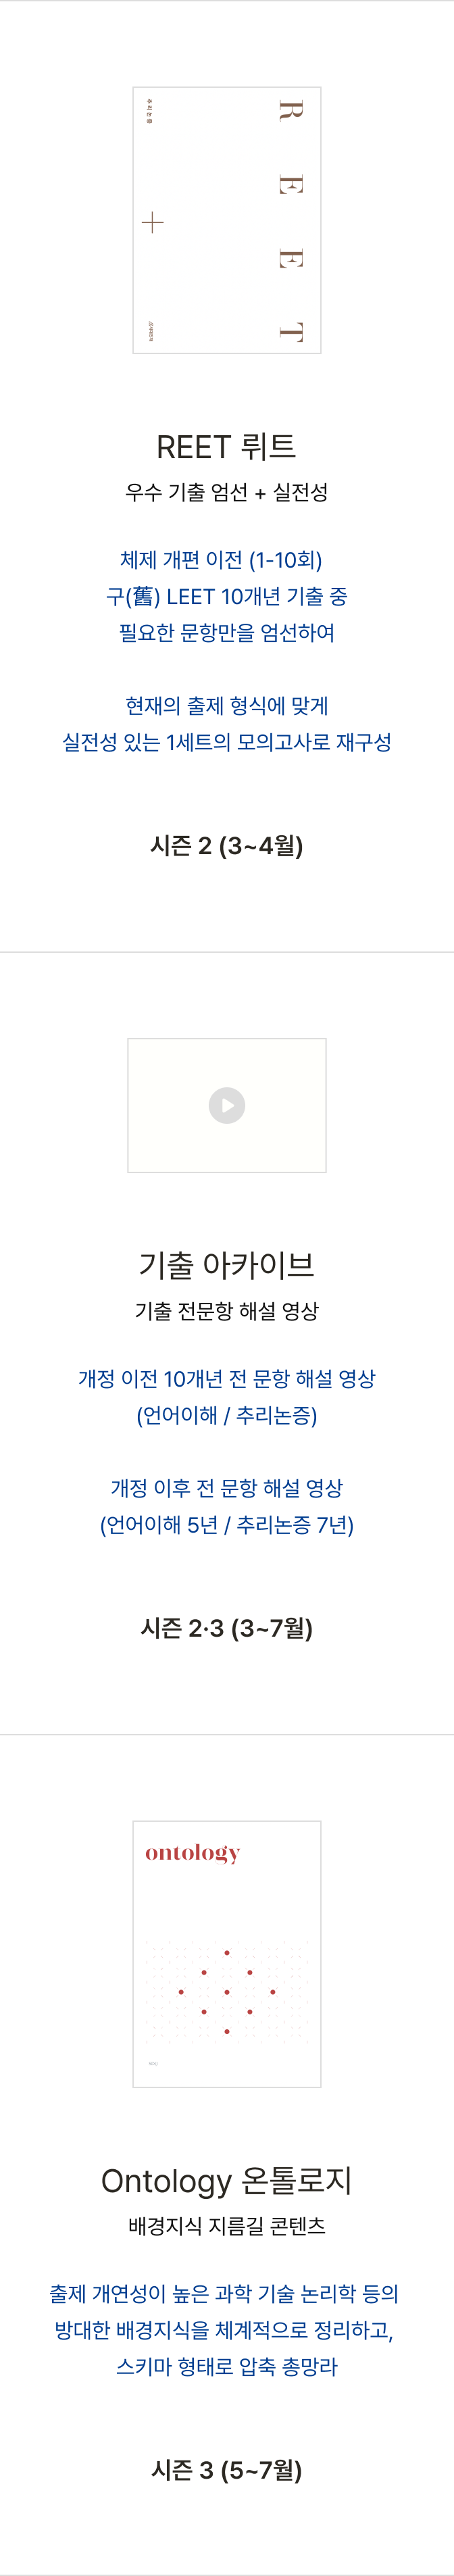 추리논증
R E E T
REET 뤼트
우수 기출 엄선 + 실전성
체제 개편 이전 (1-10회)
구(舊) LEET 10개년 기출 중
필요한 문항만을 엄선하여
현재의 출제 형식에 맞게
실전성 있는 1세트의 모의고사로 재구성
시즌 2 (3~4월)
기출 아카이브
기출 전문항 해설 영상
개정 이전 10개년 전 문항 해설 영상
(언어이해 / 추리논증)
개정 이후 전 문항 해설 영상
(언어이해 5년 / 추리논증 7년)
시즌 2·3 (3~7월)
ontology
Ontology 온톨로지
배경지식 지름길 콘텐츠
출제 개연성이 높은 과학 기술 논리학 등의
방대한 배경지식을 체계적으로 정리하고,
스키마 형태로 압축 총망라
시즌 3 (5~7월)